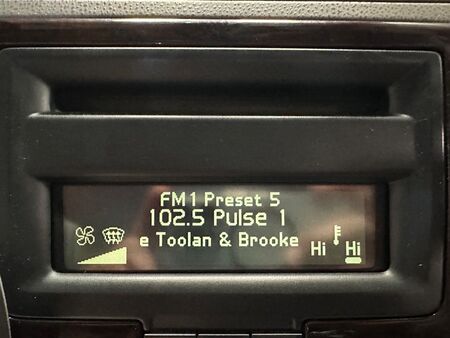 FM1 Preset 5
102.5 Pulse 1
e Toolan & Brooke
Hi Hi